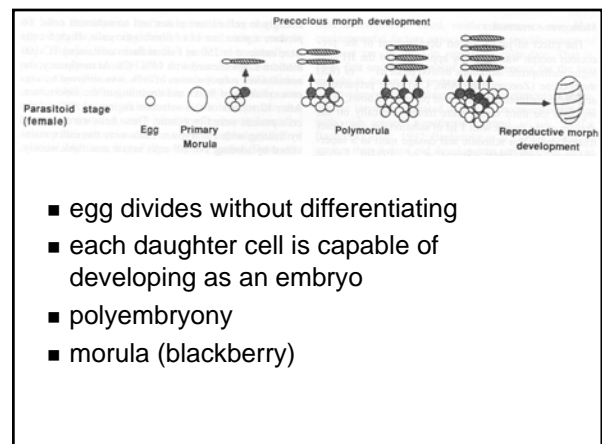 Precocious morph development
Parasitoid stage
(female)
Egg
Primary
Morula
Polymorula
Reproductive morph
development
■ egg divides without differentiating
■ each daughter cell is capable of
developing as an embryo
■ polyembryony
■ morula (blackberry)